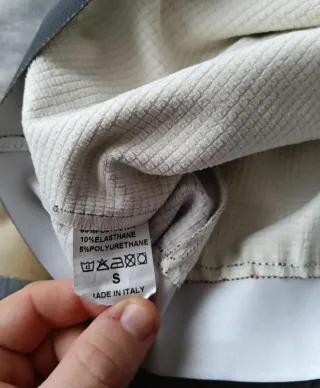 10%ELASTHANE
5%POLYURETHANE
S
MADE IN ITALY